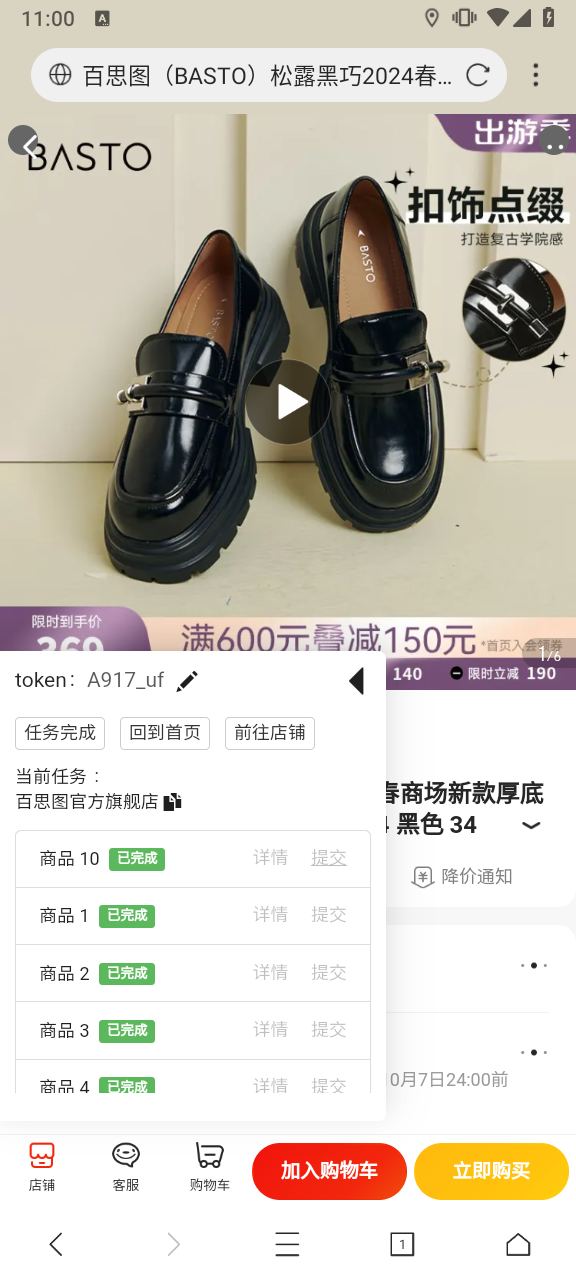 11:00
百思图（BASTO）松露黑巧2024春...
出游季
BASTO
扣饰点缀
打造复古学院感
BASTO
BASTO
限时到手价
369
满600元叠减150元 *首页入会领券
1/6
140 限时立减 190
token： A917_uf
任务完成 回到首页 前往店铺
当前任务：
百思图官方旗舰店
春商场新款厚底
黑色 34
降价通知
商品 10 已完成 详情 提交
商品 1 已完成 详情 提交
商品 2 已完成 详情 提交
商品 3 已完成 详情 提交
商品 4 已完成 详情 提交
0月7日24:00前
店铺 客服 购物车 加入购物车 立即购买
1